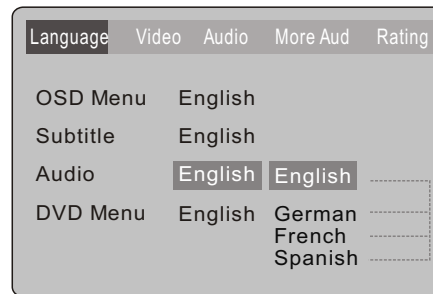 Language Video Audio More Aud Rating
OSD Menu English
Subtitle English
Audio English English
DVD Menu English German
French
Spanish